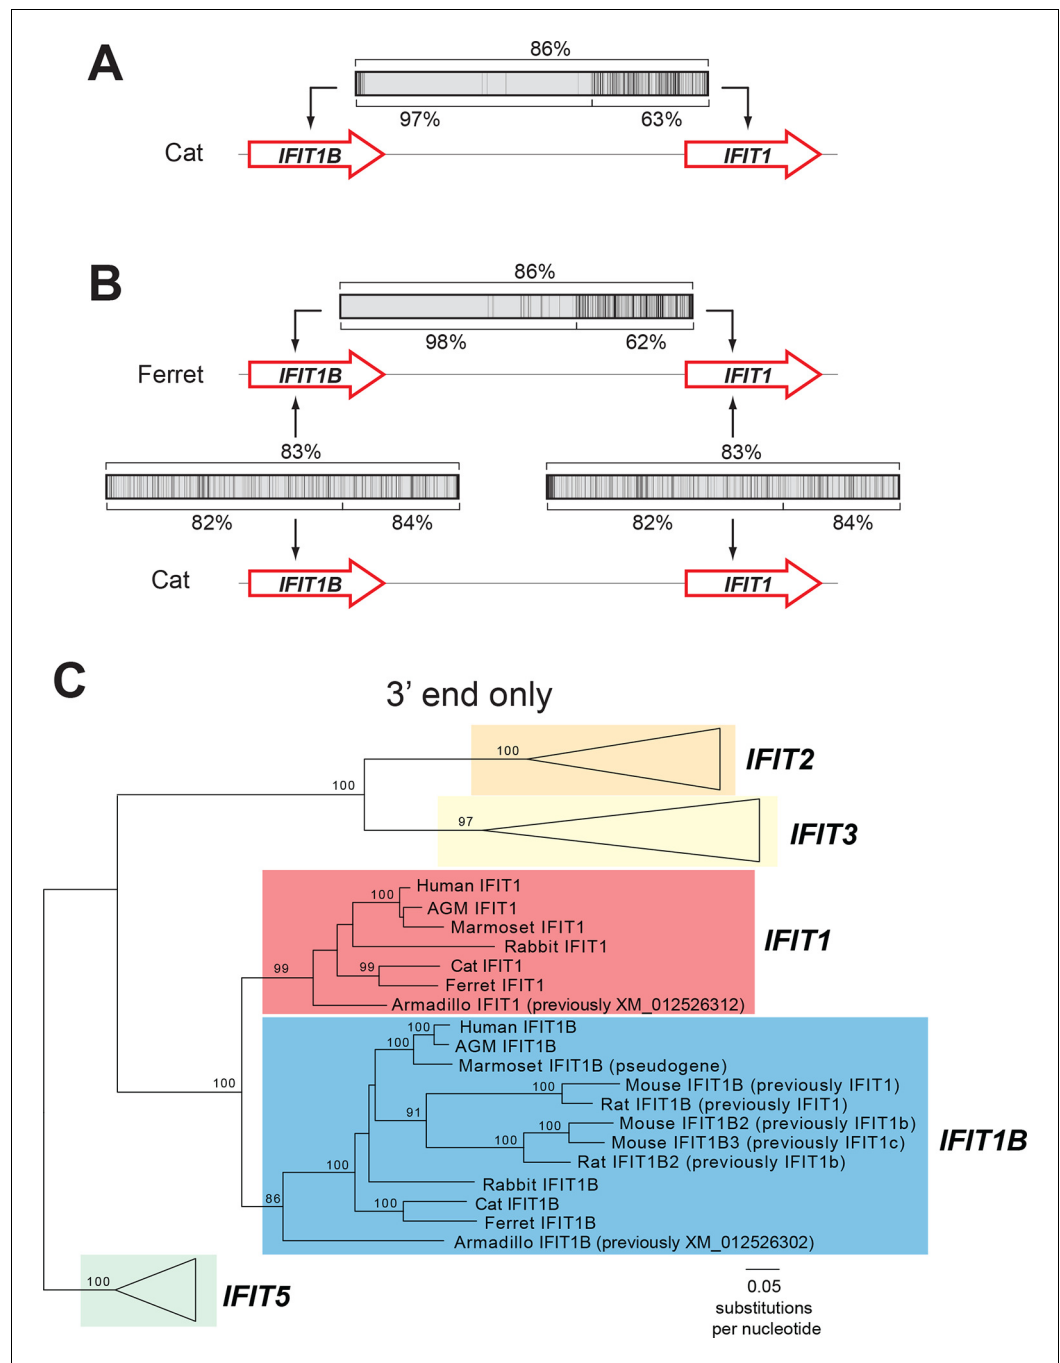 A
86%
97%
63%
Cat
IFIT1B
IFIT1
B
86%
98%
62%
Ferret
IFIT1B
IFIT1
83%
83%
82%
84%
82%
84%
Cat
IFIT1B
IFIT1
C
3’ end only
100
IFIT2
100
97
IFIT3
Human IFIT1
100
AGM IFIT1
Marmoset IFIT1
IFIT1
Rabbit IFIT1
99
99
Cat IFIT1
Ferret IFIT1
Armadillo IFIT1 (previously XM_012526312)
100
Human IFIT1B
100
AGM IFIT1B
Marmoset IFIT1B (pseudogene)
100
100
Mouse IFIT1B (previously IFIT1)
Rat IFIT1B (previously IFIT1)
91
100
Mouse IFIT1B2 (previously IFIT1b)
100
Mouse IFIT1B3 (previously IFIT1c)
IFIT1B
Rat IFIT1B2 (previously IFIT1b)
100
Rabbit IFIT1B
86
100
Cat IFIT1B
Ferret IFIT1B
Armadillo IFIT1B (previously XM_012526302)
100
IFIT5
0.05
substitutions
per nucleotide